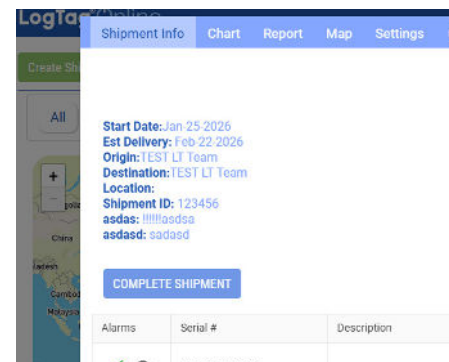 LogTag Online
Shipment Info Chart Report Map Settings
Create Sh
All
Start Date:Jan-25-2026
Est Delivery: Feb-22-2026
Origin:TEST LT Team
Destination:TEST LT Team
Location:
Shipment ID: 123456
asdas: !!!!!!asdsa
asdasd: sadasd
+
-
China
Malaysia
COMPLETE SHIPMENT
Alarms Serial # Description